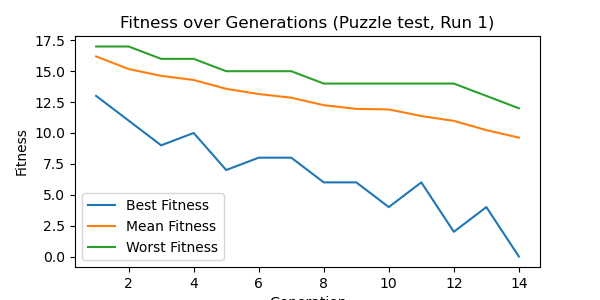 Fitness over Generations (Puzzle test, Run 1)
17.5
15.0
12.5
10.0
7.5
5.0
2.5
0.0
Fitness
Best Fitness
Mean Fitness
Worst Fitness
2 4 6 8 10 12 14
Generation